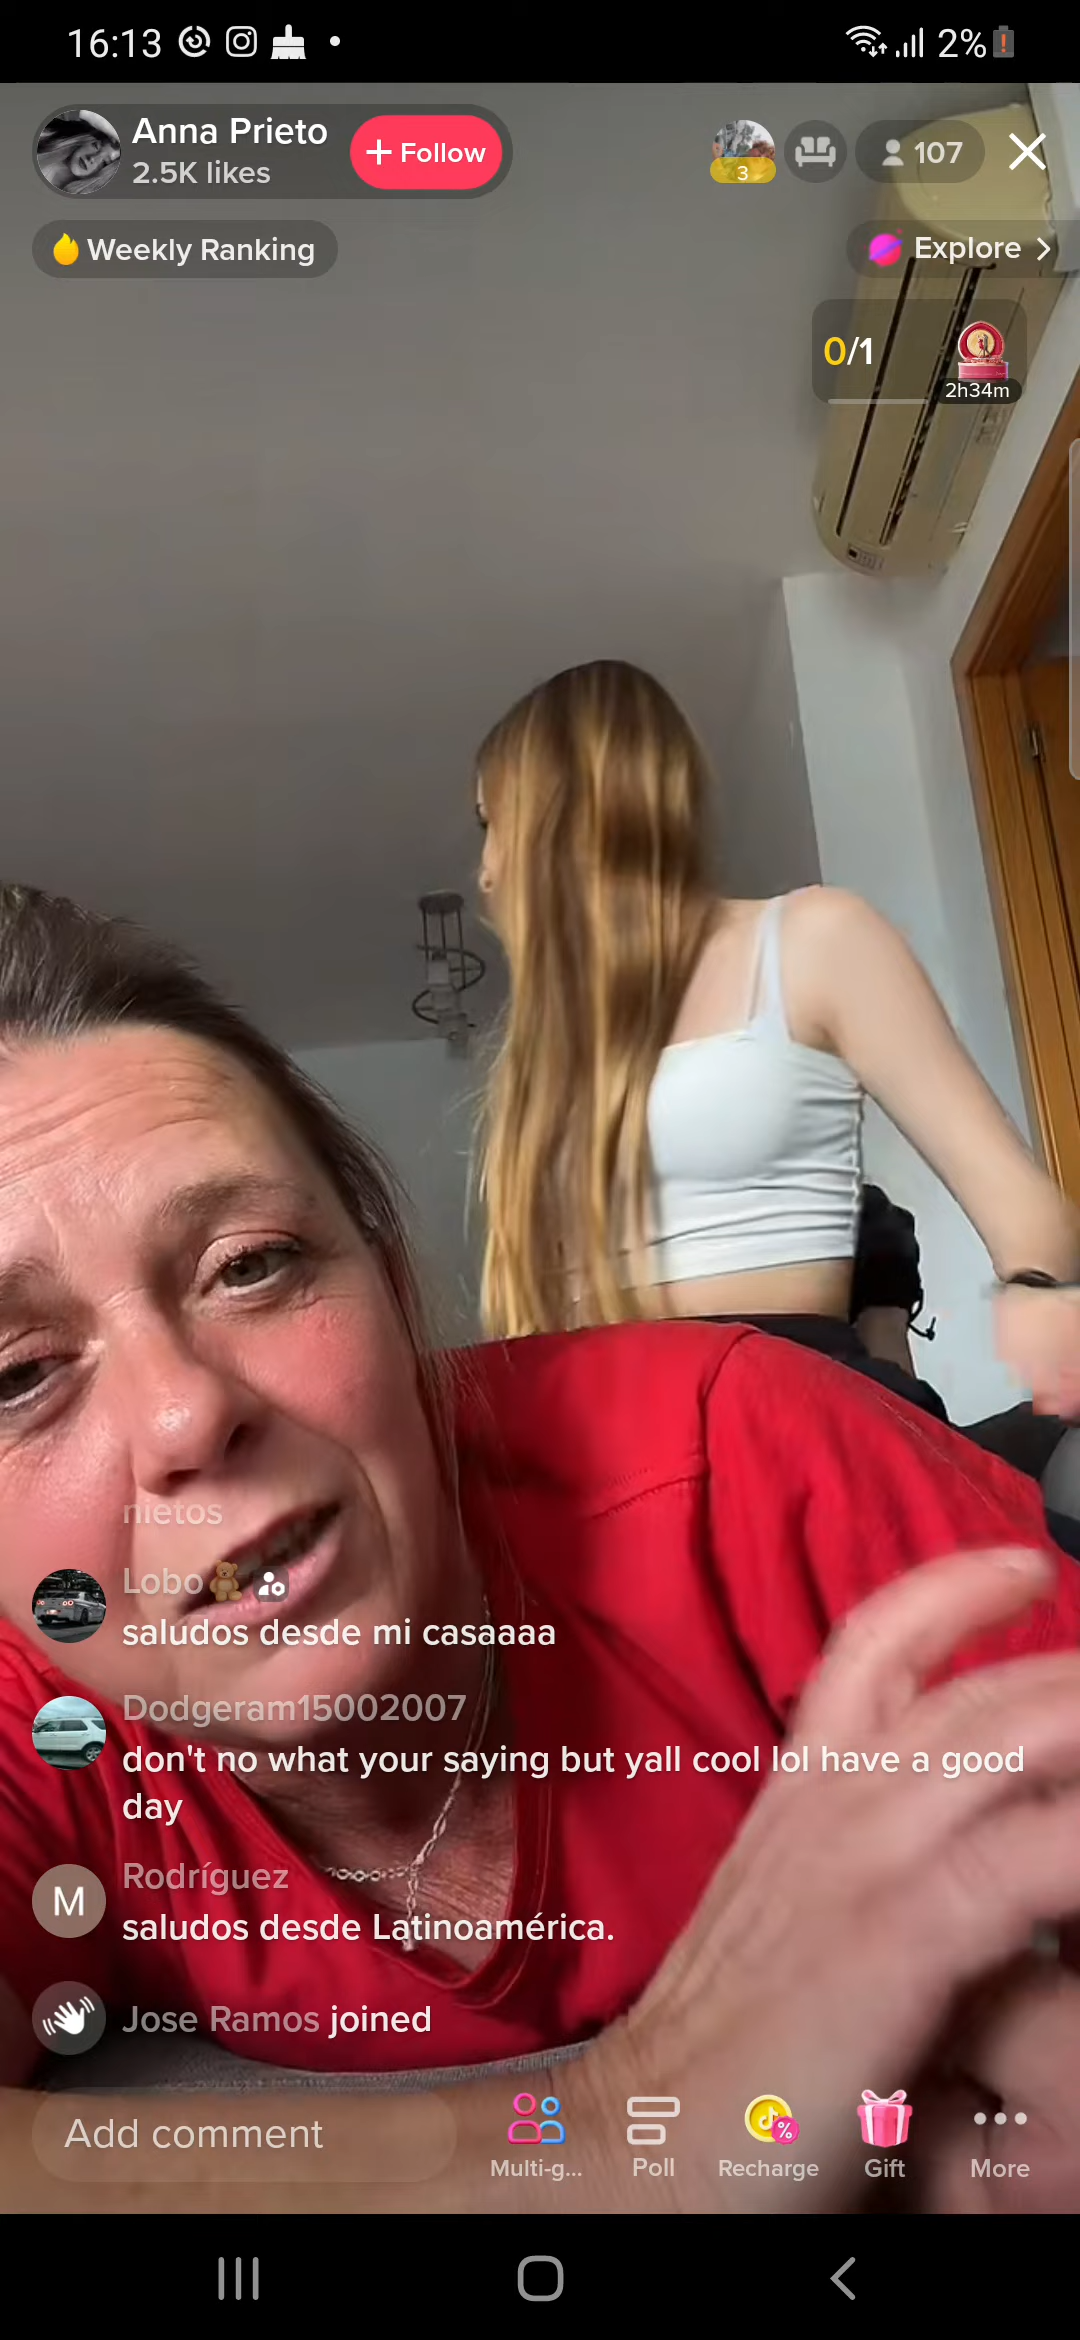 16:13
2%
Anna Prieto
2.5K likes
+ Follow
3
107
Weekly Ranking
Explore >
0/1
2h34m
nietos
Lobo
saludos desde mi casaaaa
Dodgeram15002007
don't no what your saying but yall cool lol have a good
day
M
Rodríguez
saludos desde Latinoamérica.
Jose Ramos joined
Add comment
%
Multi-g...
Poll
Recharge
Gift
More